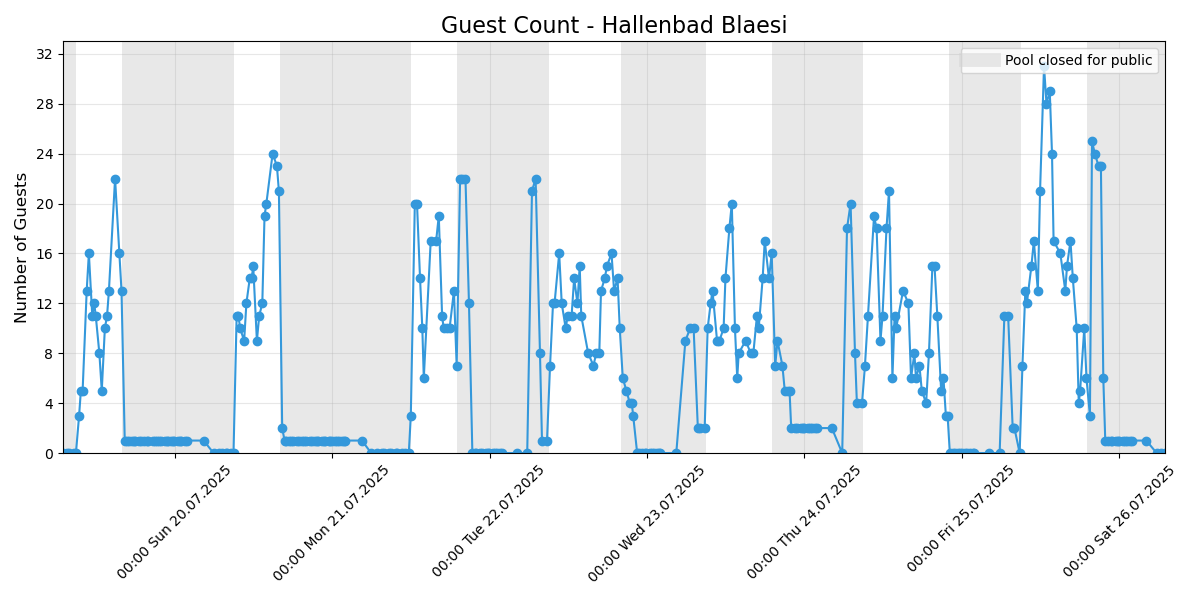 Guest Count - Hallenbad Blaesi
Pool closed for public
Number of Guests
32
28
24
20
16
12
8
4
0
00:00 Sun 20.07.2025
00:00 Mon 21.07.2025
00:00 Tue 22.07.2025
00:00 Wed 23.07.2025
00:00 Thu 24.07.2025
00:00 Fri 25.07.2025
00:00 Sat 26.07.2025